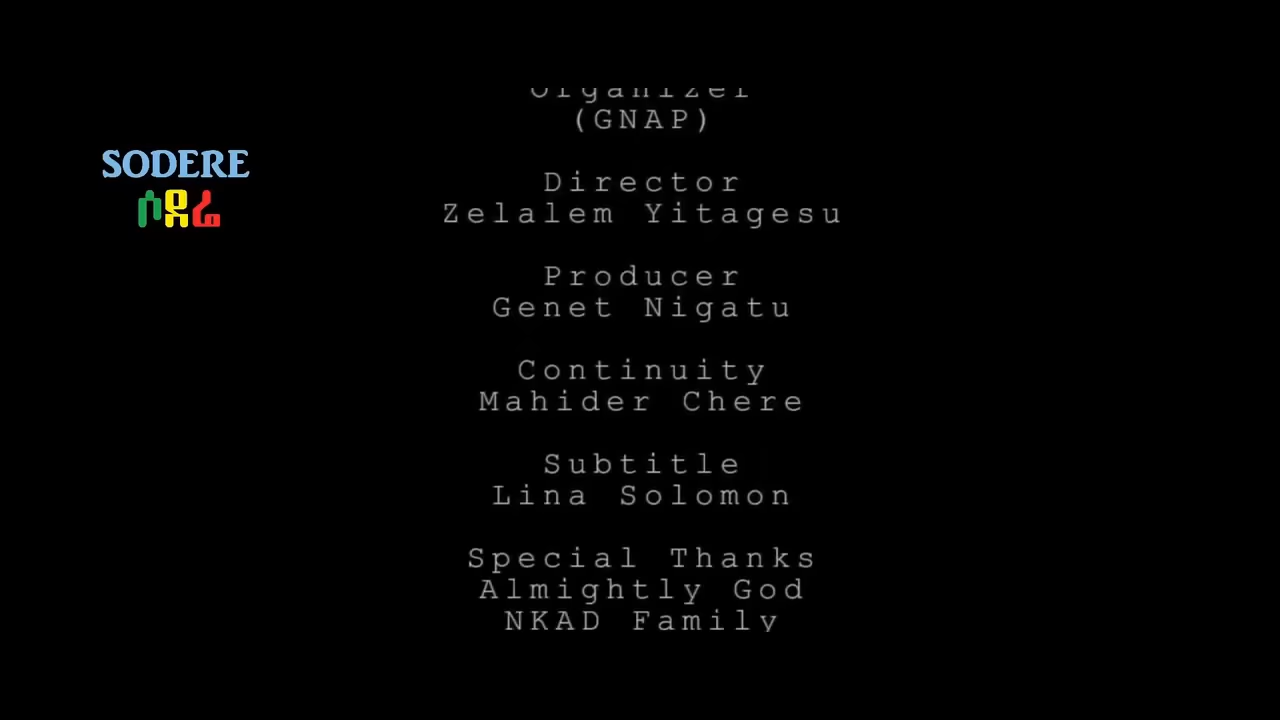 Organizer
(GNAP)
SODERE
ሶደሬ
Director
Zelalem Yitagesu
Producer
Genet Nigatu
Continuity
Mahider Chere
Subtitle
Lina Solomon
Special Thanks
Almightly God
NKAD Family